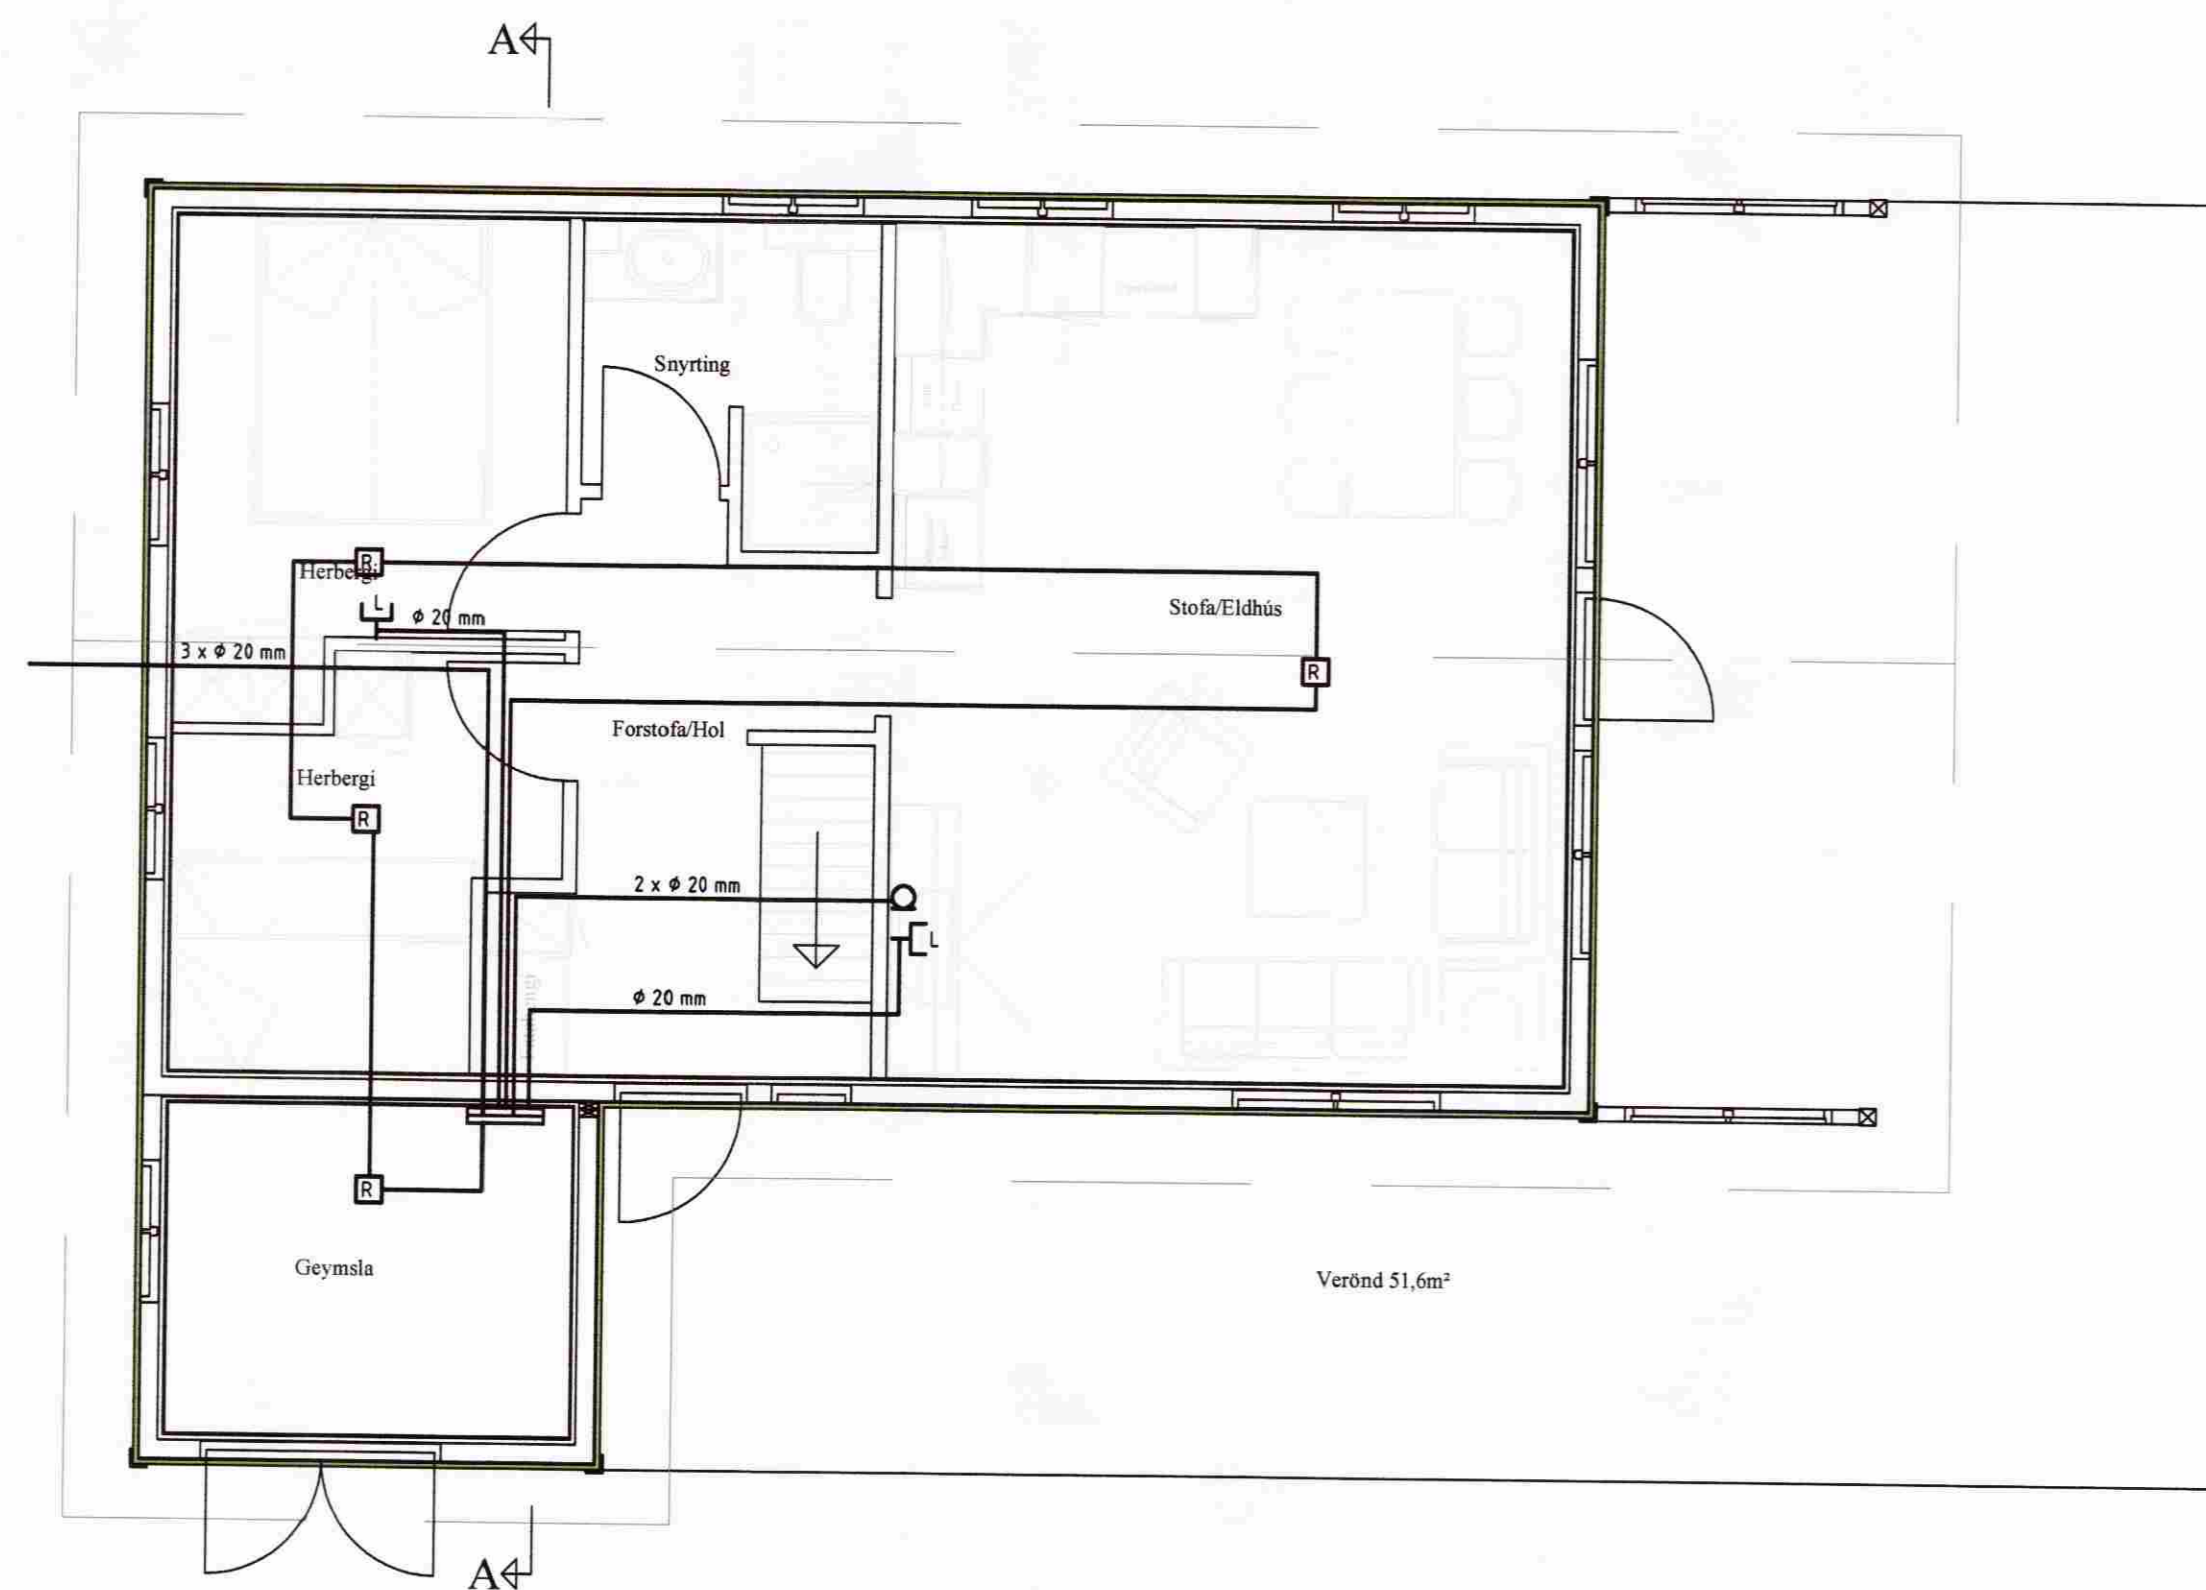 A
Snyrting
R
Herbergi
L
ϕ 20 mm
Stofa/Eldhús
3 x ϕ 20 mm
R
Forstofa/Hol
Herbergi
R
2 x ϕ 20 mm
L
ϕ 20 mm
R
Geymsla
Verönd 51,6m²
A